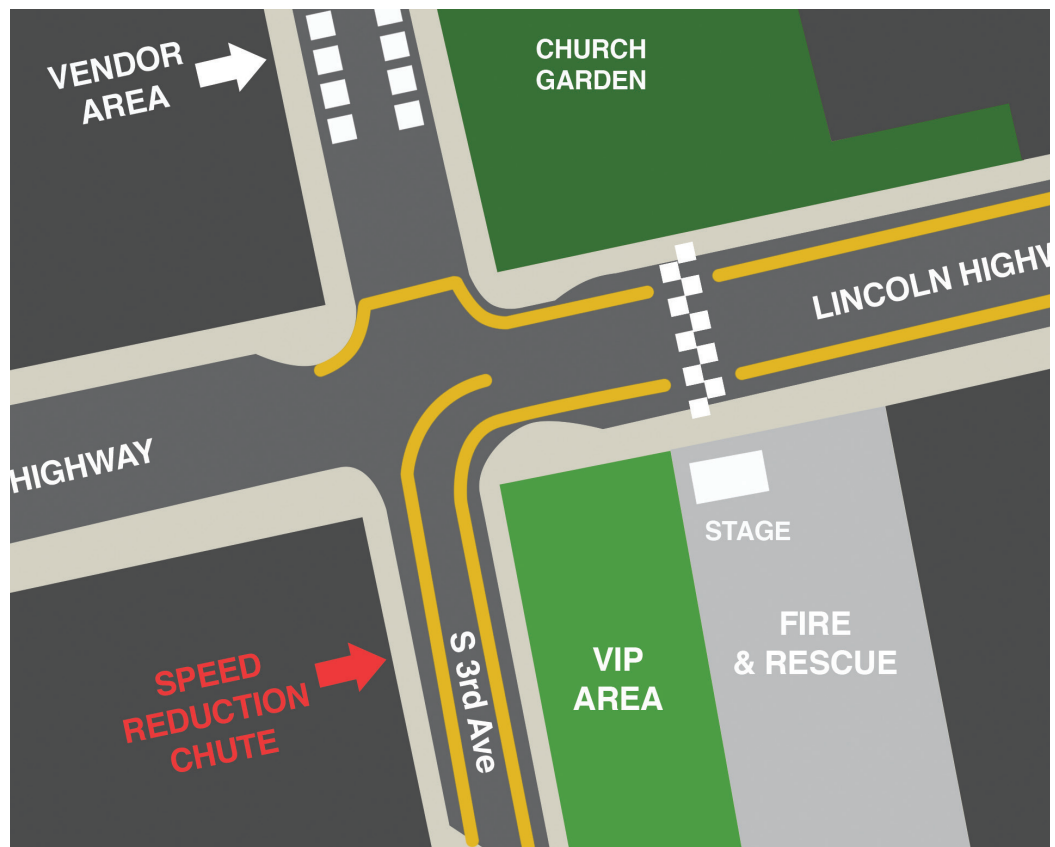 VENDOR
AREA
CHURCH
GARDEN
LINCOLN HIGHW
HIGHWAY
STAGE
FIRE
& RESCUE
VIP
AREA
S 3rd Ave
SPEED
REDUCTION
CHUTE